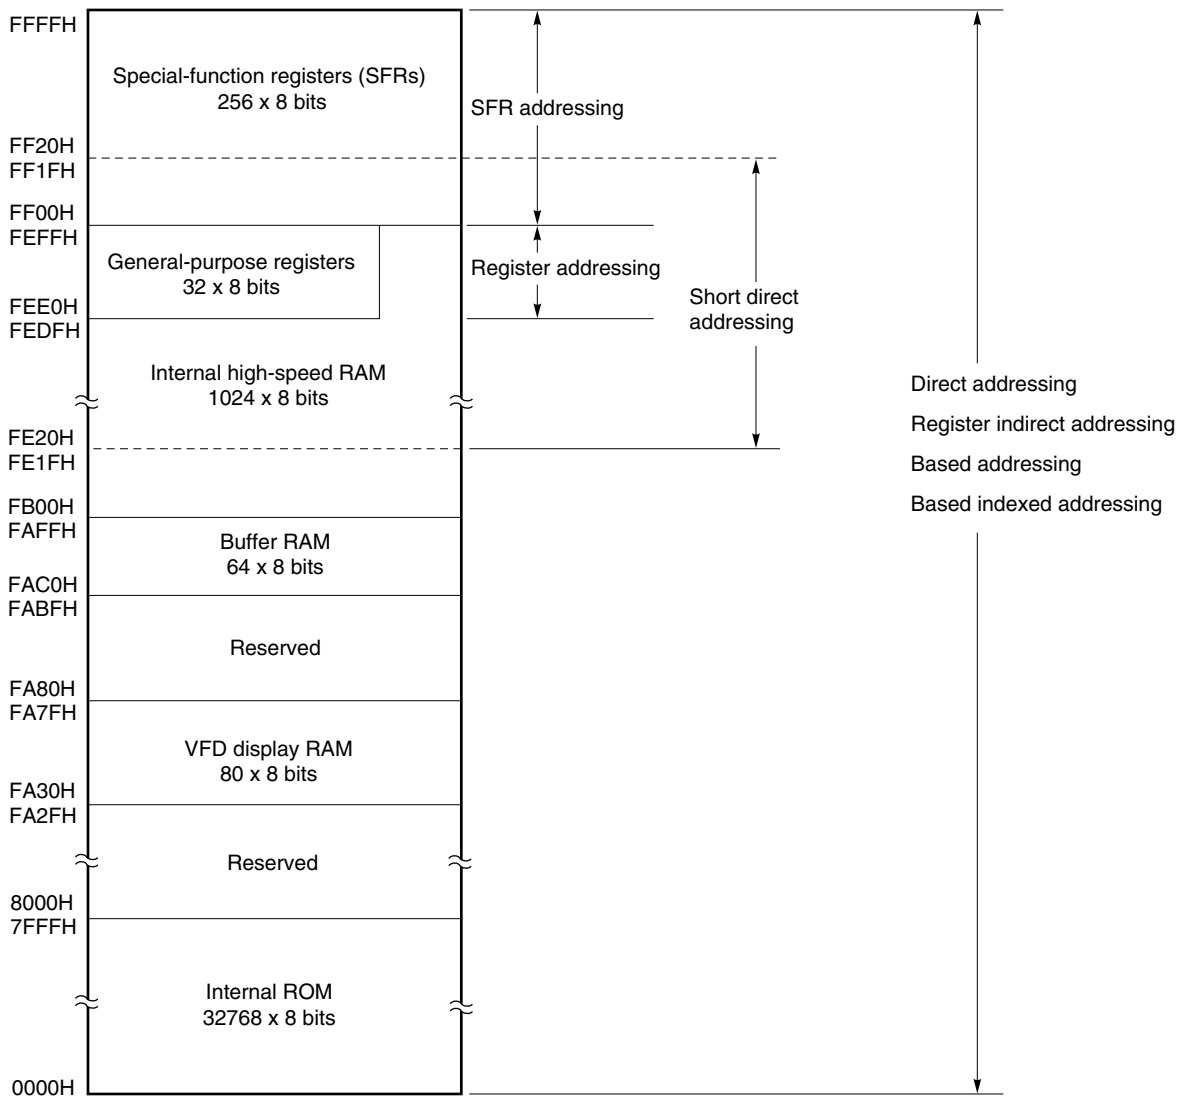 FFFFH
Special-function registers (SFRs)
256 x 8 bits
SFR addressing
FF20H
FF1FH
FF00H
FEFFH
General-purpose registers
32 x 8 bits
Register addressing
Short direct
addressing
FEE0H
FEDFH
Internal high-speed RAM
1024 x 8 bits
Direct addressing
Register indirect addressing
Based addressing
Based indexed addressing
FE20H
FE1FH
FB00H
FAFFH
Buffer RAM
64 x 8 bits
FAC0H
FABFH
Reserved
FA80H
FA7FH
VFD display RAM
80 x 8 bits
FA30H
FA2FH
Reserved
8000H
7FFFH
Internal ROM
32768 x 8 bits
0000H